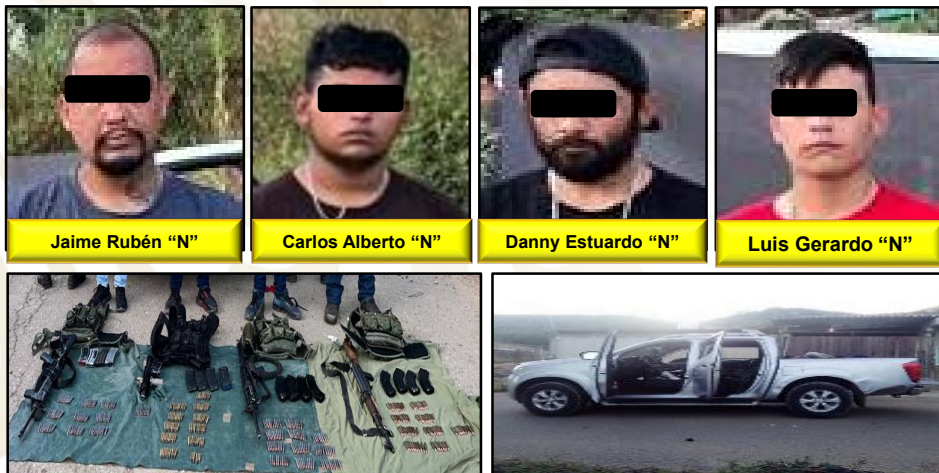 Jaime Rubén “N”
Carlos Alberto “N”
Danny Estuardo “N”
Luis Gerardo “N”